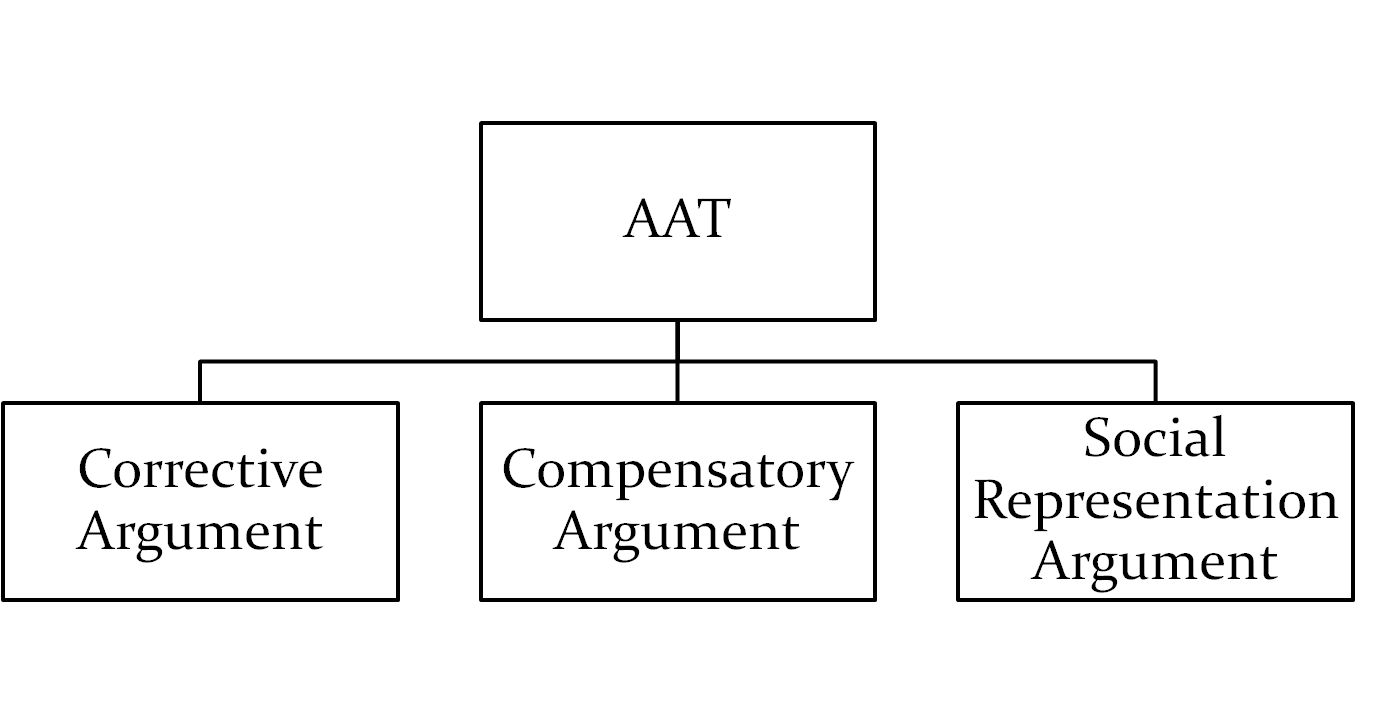 AAT
Corrective
Argument
Compensatory
Argument
Social
Representation
Argument